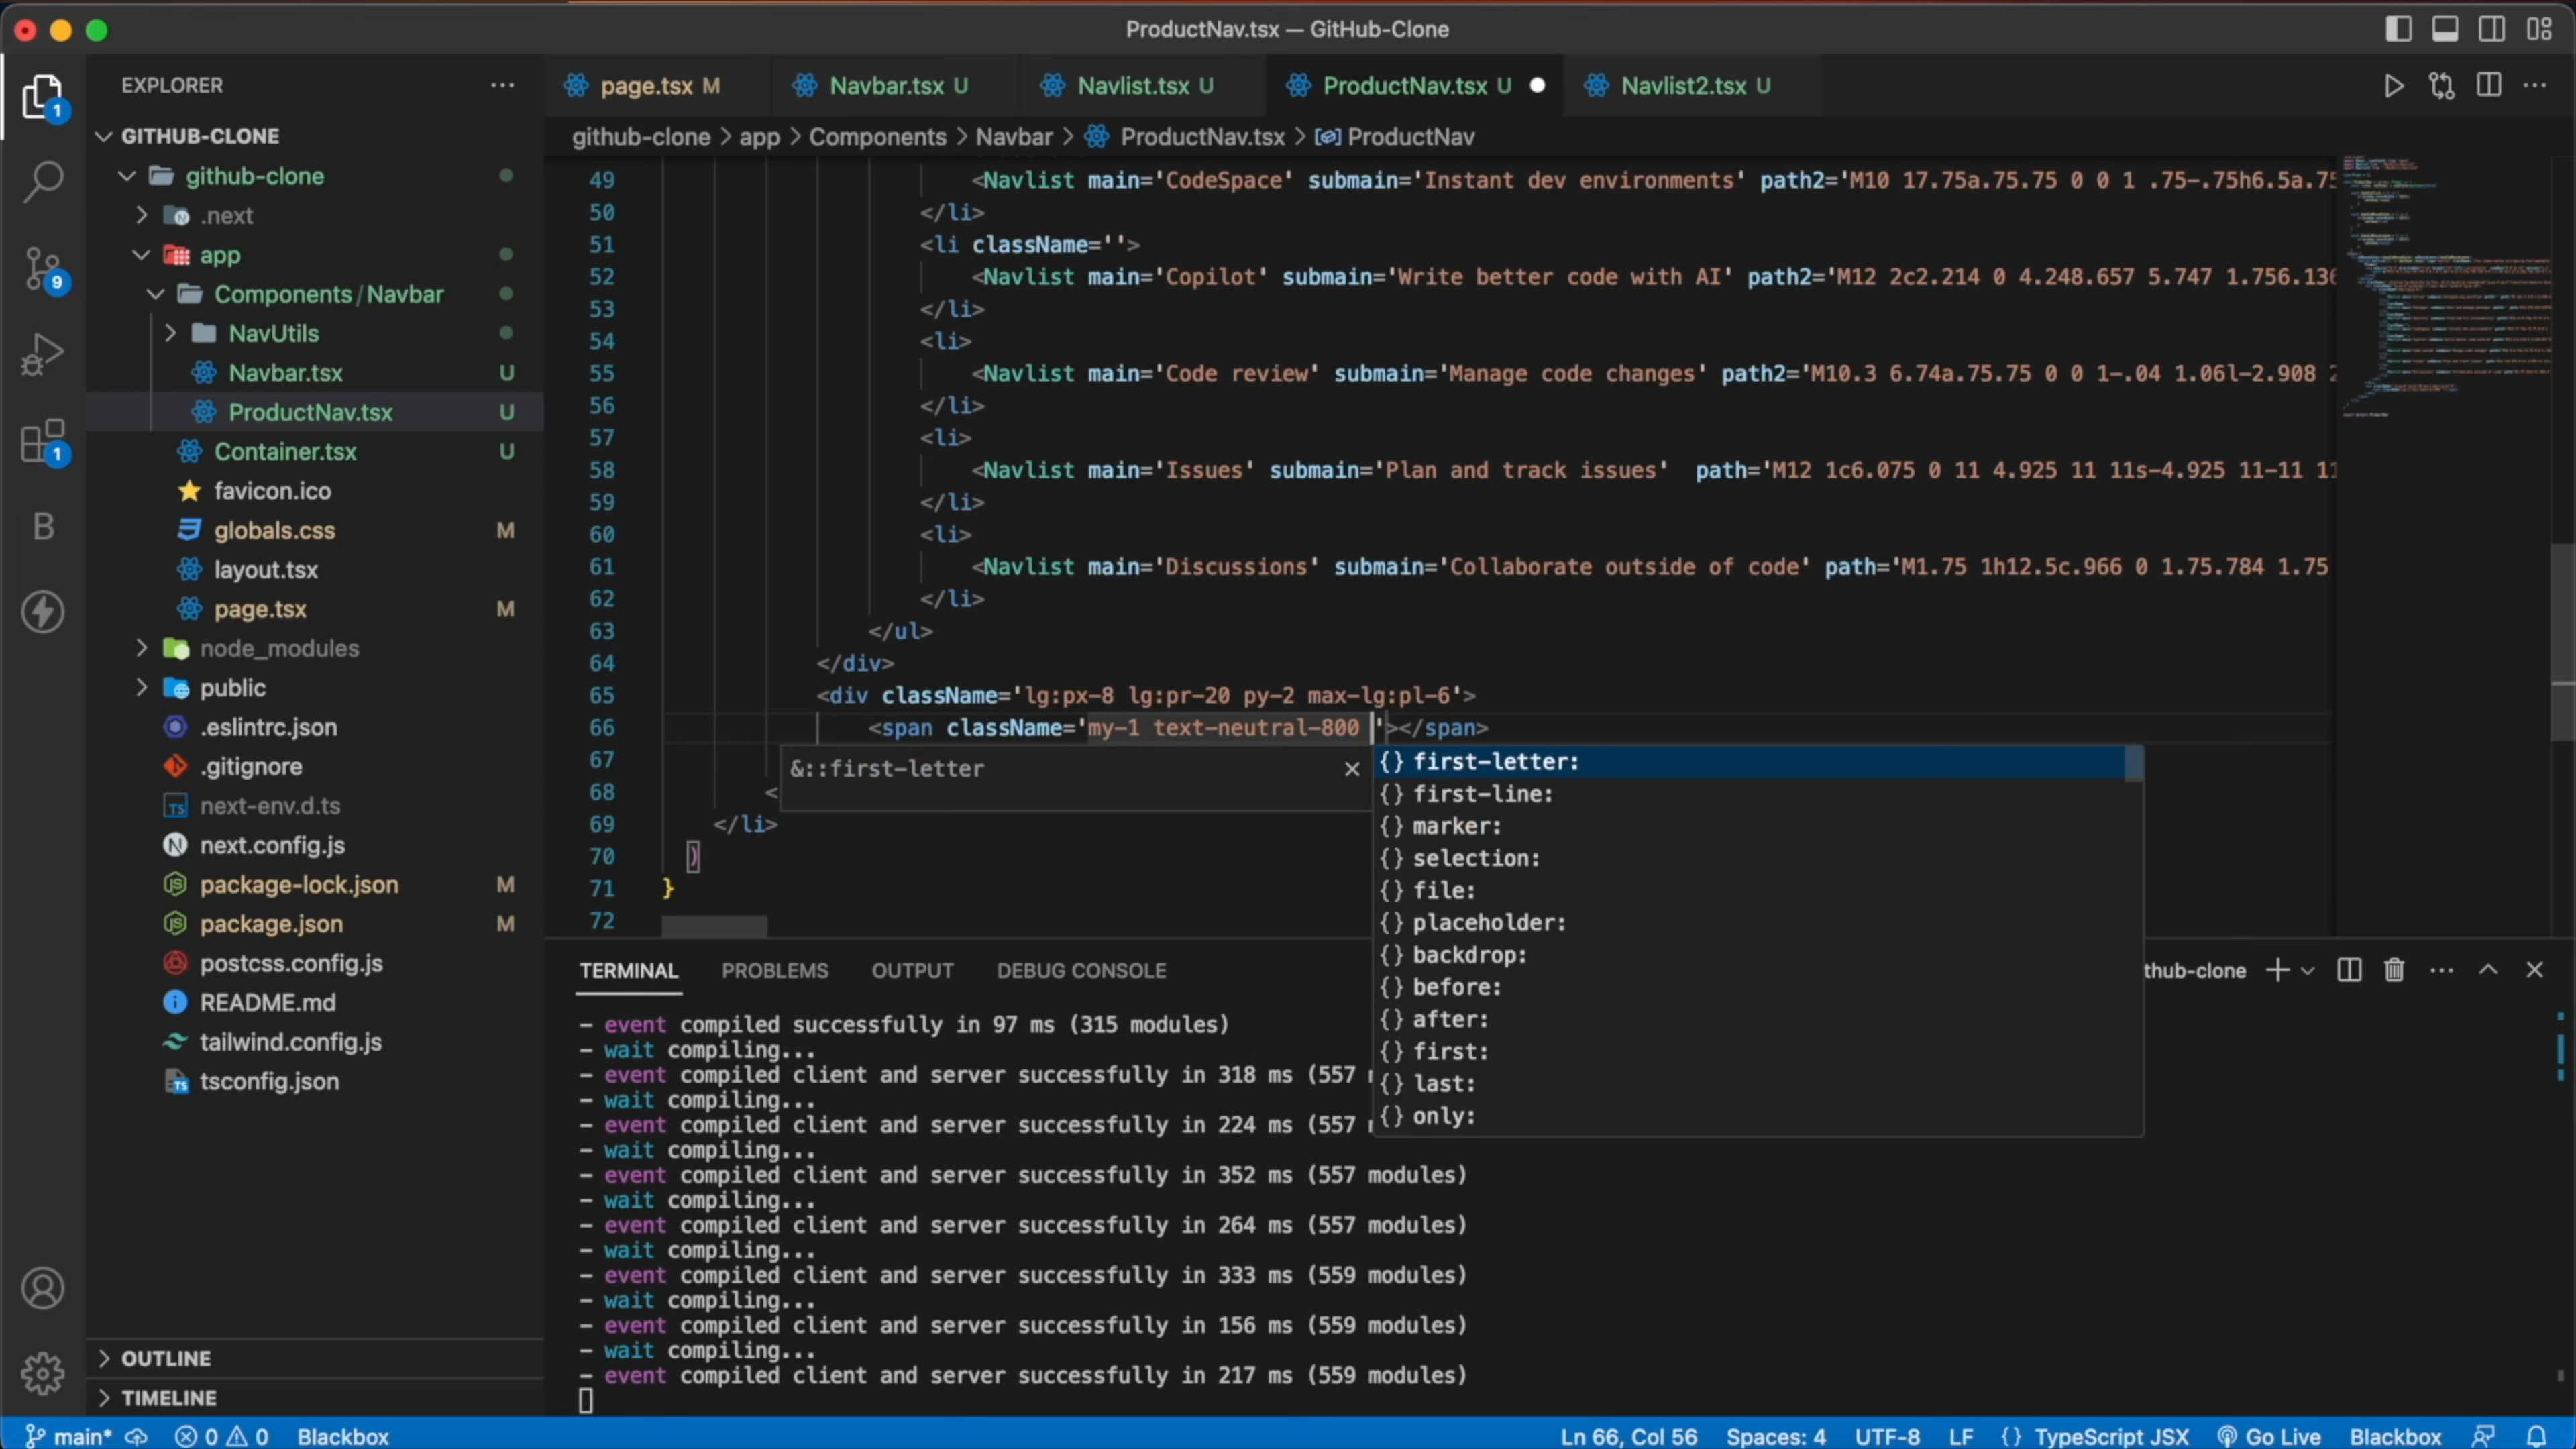 ProductNav.tsx — GitHub-Clone
EXPLORER
page.tsx M
Navbar.tsx U
Navlist.tsx U
ProductNav.tsx U
Navlist2.tsx U
github-clone > app > Components > Navbar > ProductNav.tsx > ProductNav
GITHUB-CLONE
github-clone
.next
app
Components/Navbar
NavUtils
Navbar.tsx U
ProductNav.tsx U
Container.tsx U
favicon.ico
globals.css M
layout.tsx
page.tsx M
node_modules
public
.eslintrc.json
.gitignore
next-env.d.ts
next.config.js
package-lock.json M
package.json M
postcss.config.js
README.md
tailwind.config.js
tsconfig.json
OUTLINE
TIMELINE
1
9
1
B
49 <Navlist main='CodeSpace' submain='Instant dev environments' path2='M10 17.75a.75.75 0 0 1 .75-.75h6.5a.75
50 </li>
51 <li className=''>
52 <Navlist main='Copilot' submain='Write better code with AI' path2='M12 2c2.214 0 4.248.657 5.747 1.756.136
53 </li>
54 <li>
55 <Navlist main='Code review' submain='Manage code changes' path2='M10.3 6.74a.75.75 0 0 1-.04 1.06l-2.908 2
56 </li>
57 <li>
58 <Navlist main='Issues' submain='Plan and track issues'  path='M12 1c6.075 0 11 4.925 11 11s-4.925 11-11 11
59 </li>
60 <li>
61 <Navlist main='Discussions' submain='Collaborate outside of code' path='M1.75 1h12.5c.966 0 1.75.784 1.75
62 </li>
63 </ul>
64 </div>
65 <div className='lg:px-8 lg:pr-20 py-2 max-lg:pl-6'>
66 <span className='my-1 text-neutral-800 '></span>
67
68 <
69 </li>
70 )
71 }
72
&::first-letter
{} first-letter:
{} first-line:
{} marker:
{} selection:
{} file:
{} placeholder:
{} backdrop:
{} before:
{} after:
{} first:
{} last:
{} only:
TERMINAL PROBLEMS OUTPUT DEBUG CONSOLE
thub-clone
- event compiled successfully in 97 ms (315 modules)
- wait compiling...
- event compiled client and server successfully in 318 ms (557
- wait compiling...
- event compiled client and server successfully in 224 ms (557
- wait compiling...
- event compiled client and server successfully in 352 ms (557 modules)
- wait compiling...
- event compiled client and server successfully in 264 ms (557 modules)
- wait compiling...
- event compiled client and server successfully in 333 ms (559 modules)
- wait compiling...
- event compiled client and server successfully in 156 ms (559 modules)
- wait compiling...
- event compiled client and server successfully in 217 ms (559 modules)
main* 0 0 Blackbox
Ln 66, Col 56 Spaces: 4 UTF-8 LF {} TypeScript JSX Go Live Blackbox